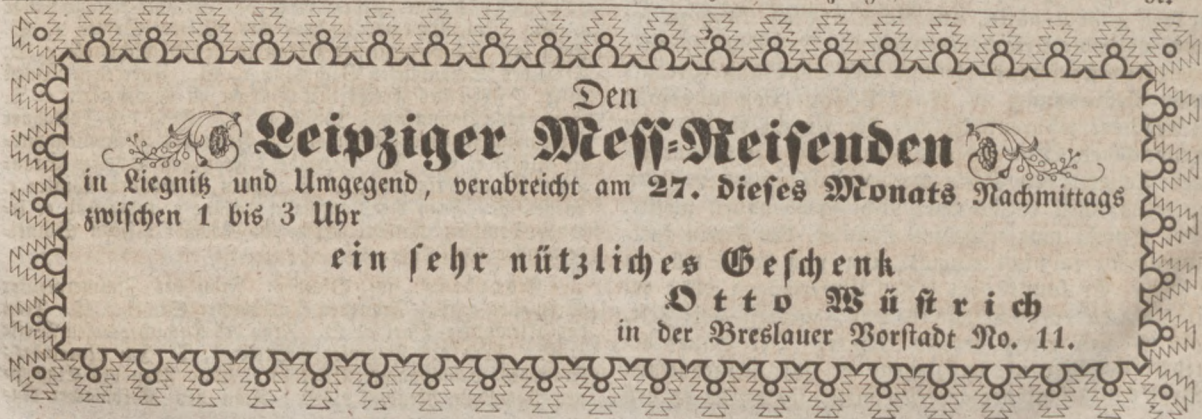 Den
Leipziger Mess-Reisenden
in Liegnitz und Umgegend, verabreicht am 27. dieses Monats Nachmittags
zwischen 1 bis 3 Uhr
ein sehr nützliches Geschenk
Otto Wüstrich
in der Breslauer Vorstadt No. 11.